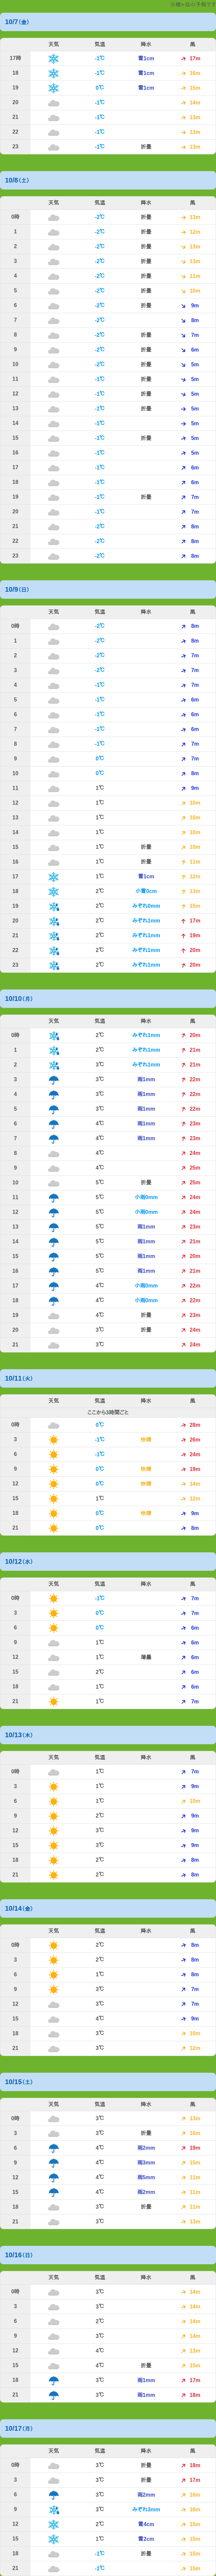 10/7(金)
天気 気温 降水 風
17時 -1℃ 雪1cm 17m
18 -1℃ 雪1cm 16m
19 0℃ 雪1cm 15m
20 -1℃ 14m
21 -1℃ 13m
22 -1℃ 13m
23 -1℃ 折曇 13m
10/8(土)
天気 気温 降水 風
0時 -2℃ 折曇 13m
1 -2℃ 折曇 12m
2 -2℃ 折曇 13m
3 -2℃ 折曇 13m
4 -2℃ 折曇 11m
5 -2℃ 折曇 10m
6 -2℃ 折曇 9m
7 -2℃ 8m
8 -2℃ 折曇 7m
9 -2℃ 折曇 6m
10 -2℃ 折曇 5m
11 -1℃ 折曇 5m
12 -1℃ 折曇 5m
13 -1℃ 折曇 5m
14 -1℃ 5m
15 -1℃ 折曇 5m
16 -1℃ 5m
17 -1℃ 6m
18 -1℃ 6m
19 -1℃ 折曇 7m
20 -1℃ 7m
21 -2℃ 8m
22 -2℃ 8m
23 -2℃ 8m
10/9(日)
天気 気温 降水 風
0時 -2℃ 8m
1 -2℃ 8m
2 -2℃ 7m
3 -2℃ 7m
4 -1℃ 7m
5 -1℃ 6m
6 -1℃ 6m
7 -1℃ 6m
8 -1℃ 7m
9 0℃ 7m
10 0℃ 8m
11 1℃ 9m
12 1℃ 10m
13 1℃ 10m
14 1℃ 10m
15 1℃ 折曇 10m
16 1℃ 折曇 11m
17 1℃ 雪1cm 12m
18 2℃ 小雪0cm 13m
19 2℃ みぞれ0mm 15m
20 2℃ みぞれ1mm 17m
21 2℃ みぞれ1mm 19m
22 2℃ みぞれ1mm 20m
23 2℃ みぞれ1mm 20m
10/10(月)
天気 気温 降水 風
0時 2℃ みぞれ1mm 20m
1 2℃ みぞれ1mm 21m
2 3℃ みぞれ1mm 21m
3 3℃ 雨1mm 22m
4 3℃ 雨1mm 22m
5 3℃ 雨1mm 22m
6 4℃ 雨1mm 23m
7 4℃ 雨1mm 23m
8 4℃ 24m
9 4℃ 25m
10 5℃ 折曇 25m
11 5℃ 小雨0mm 24m
12 5℃ 小雨0mm 24m
13 5℃ 雨1mm 23m
14 5℃ 雨1mm 21m
15 5℃ 雨1mm 20m
16 5℃ 雨1mm 21m
17 4℃ 小雨0mm 22m
18 4℃ 小雨0mm 22m
19 4℃ 折曇 23m
20 3℃ 折曇 24m
21 3℃ 24m
10/11(火)
天気 気温 降水 風
ここから3時間ごと
0時 0℃ 28m
3 -1℃ 快晴 26m
6 -1℃ 24m
9 0℃ 快晴 19m
12 0℃ 快晴 14m
15 1℃ 12m
18 0℃ 快晴 9m
21 0℃ 8m
10/12(水)
天気 気温 降水 風
0時 -1℃ 7m
3 0℃ 7m
6 0℃ 6m
9 1℃ 6m
12 1℃ 薄曇 6m
15 2℃ 6m
18 1℃ 6m
21 1℃ 7m
10/13(木)
天気 気温 降水 風
0時 1℃ 7m
3 1℃ 9m
6 1℃ 10m
9 2℃ 9m
12 3℃ 9m
15 3℃ 9m
18 2℃ 8m
21 2℃ 8m
10/14(金)
天気 気温 降水 風
0時 2℃ 8m
3 2℃ 8m
6 1℃ 8m
9 3℃ 7m
12 3℃ 7m
15 4℃ 9m
18 3℃ 10m
21 3℃ 12m
10/15(土)
天気 気温 降水 風
0時 3℃ 13m
3 3℃ 折曇 16m
6 4℃ 雨2mm 19m
9 4℃ 雨3mm 15m
12 4℃ 雨5mm 11m
15 4℃ 雨2mm 11m
18 3℃ 折曇 11m
21 3℃ 13m
10/16(日)
天気 気温 降水 風
0時 3℃ 14m
3 3℃ 14m
6 2℃ 14m
9 3℃ 14m
12 4℃ 13m
15 4℃ 折曇 15m
18 3℃ 雨1mm 17m
21 3℃ 雨1mm 18m
10/17(月)
天気 気温 降水 風
0時 3℃ 折曇 18m
3 3℃ 折曇 17m
6 3℃ 雨2mm 16m
9 3℃ みぞれ3mm 16m
12 2℃ 雪4cm 15m
15 1℃ 雪2cm 15m
18 -1℃ 折曇 15m
21 -1℃ 15m